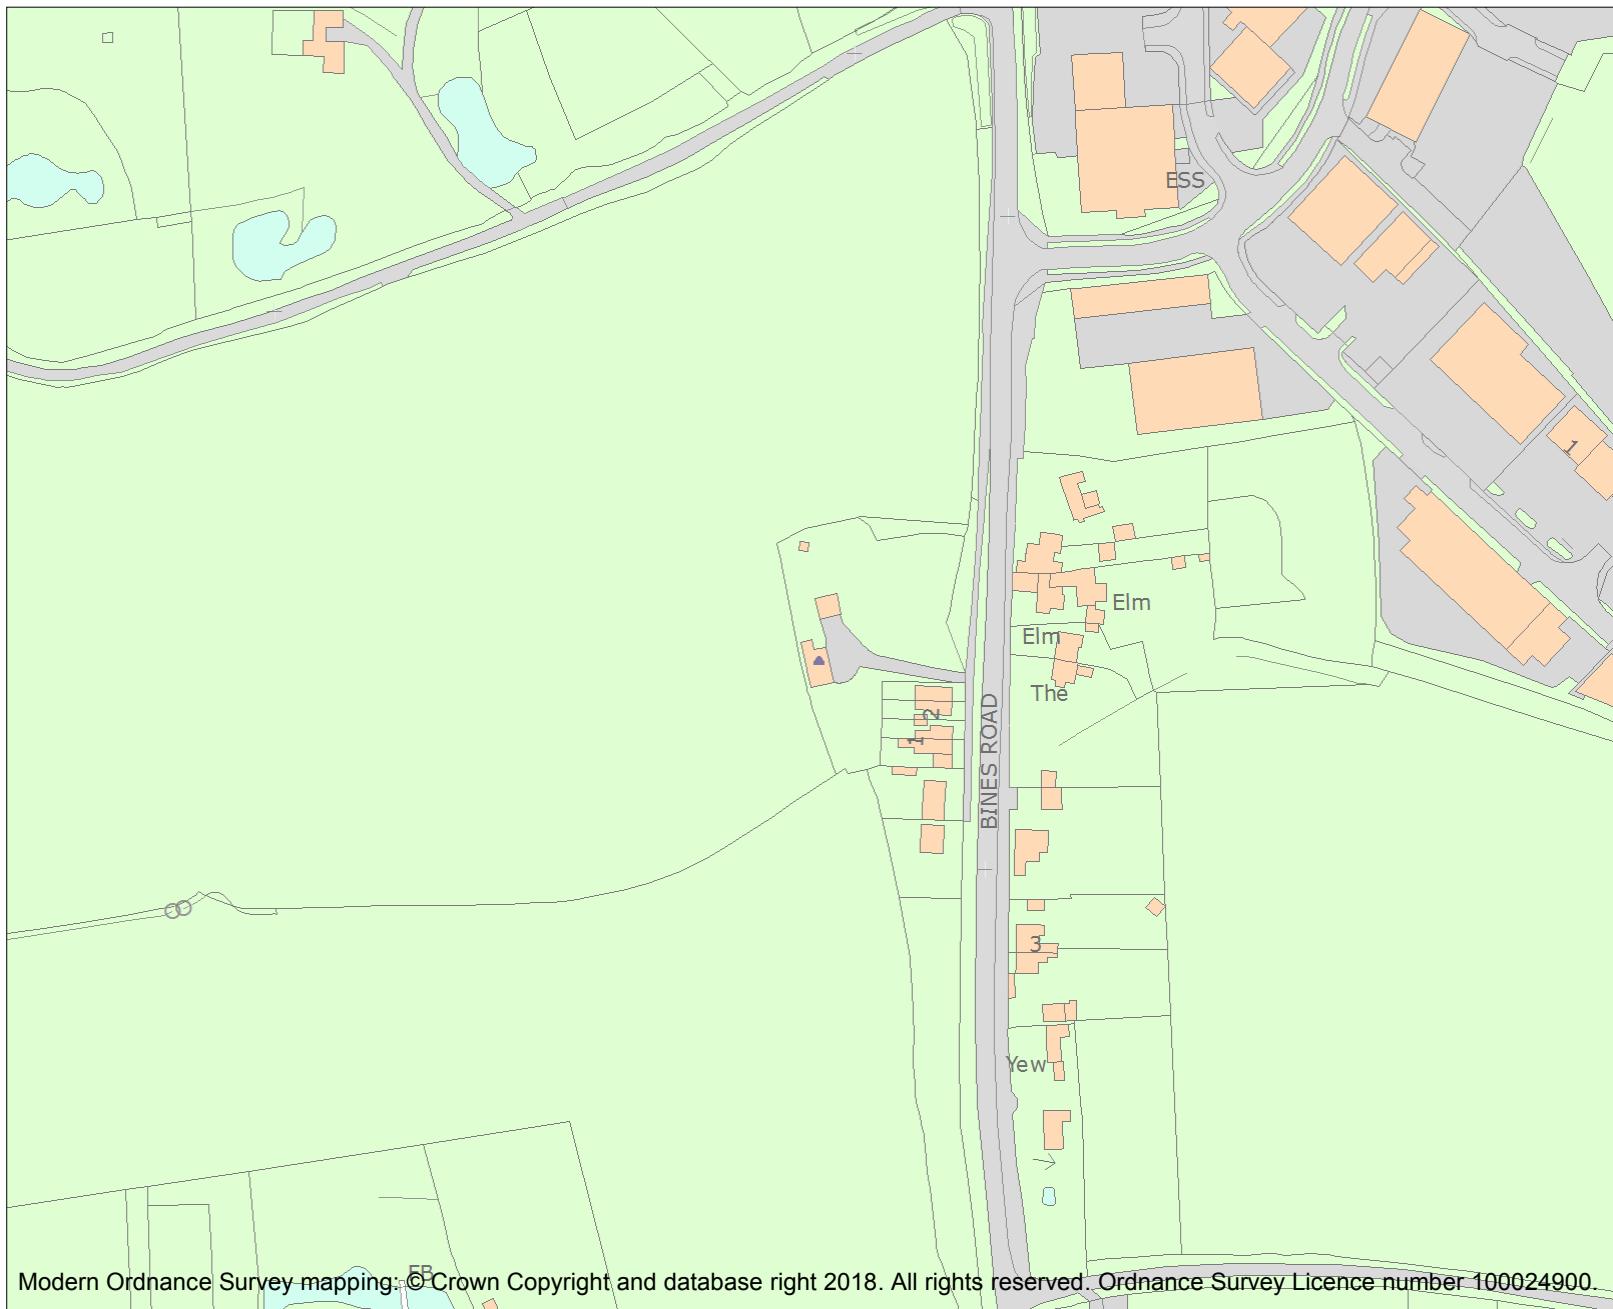 ESS
1
Elm
Elm
The
2
1
BINES ROAD
3
Yew
FB
Modern Ordnance Survey mapping: © Crown Copyright and database right 2018. All rights reserved. Ordnance Survey Licence number 100024900.